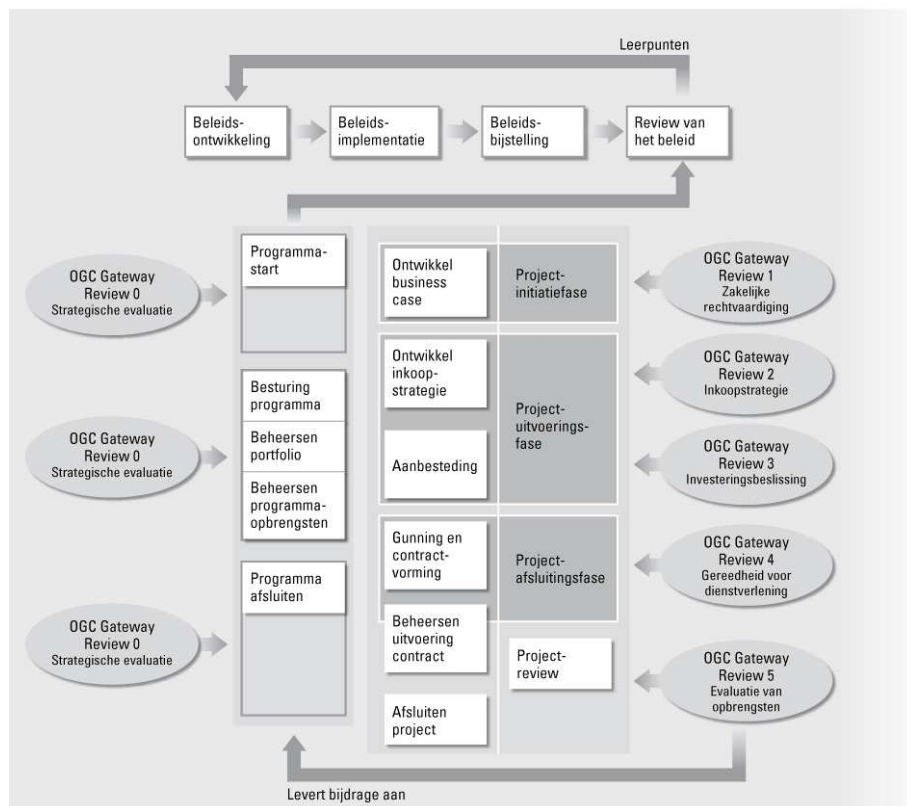 Leerpunten
Beleids-
ontwikkeling
Beleids-
implementatie
Beleids-
bijstelling
Review van
het beleid
OGC Gateway
Review 0
Strategische evaluatie
Programma-
start
Ontwikkel
business
case
Project-
initiatiefase
OGC Gateway
Review 1
Zakelijke
rechtvaardiging
Ontwikkel
inkoop-
strategie
Project-
uitvoerings-
fase
OGC Gateway
Review 2
Inkoopstrategie
OGC Gateway
Review 0
Strategische evaluatie
Besturing
programma
Beheersen
portfolio
Beheersen
programma-
opbrengsten
Aanbesteding
OGC Gateway
Review 3
Investeringsbeslissing
Gunning en
contract-
vorming
Project-
afsluitingsfase
OGC Gateway
Review 4
Gereedheid voor
dienstverlening
OGC Gateway
Review 0
Strategische evaluatie
Programma
afsluiten
Beheersen
uitvoering
contract
Project-
review
OGC Gateway
Review 5
Evaluatie van
opbrengsten
Afsluiten
project
Levert bijdrage aan